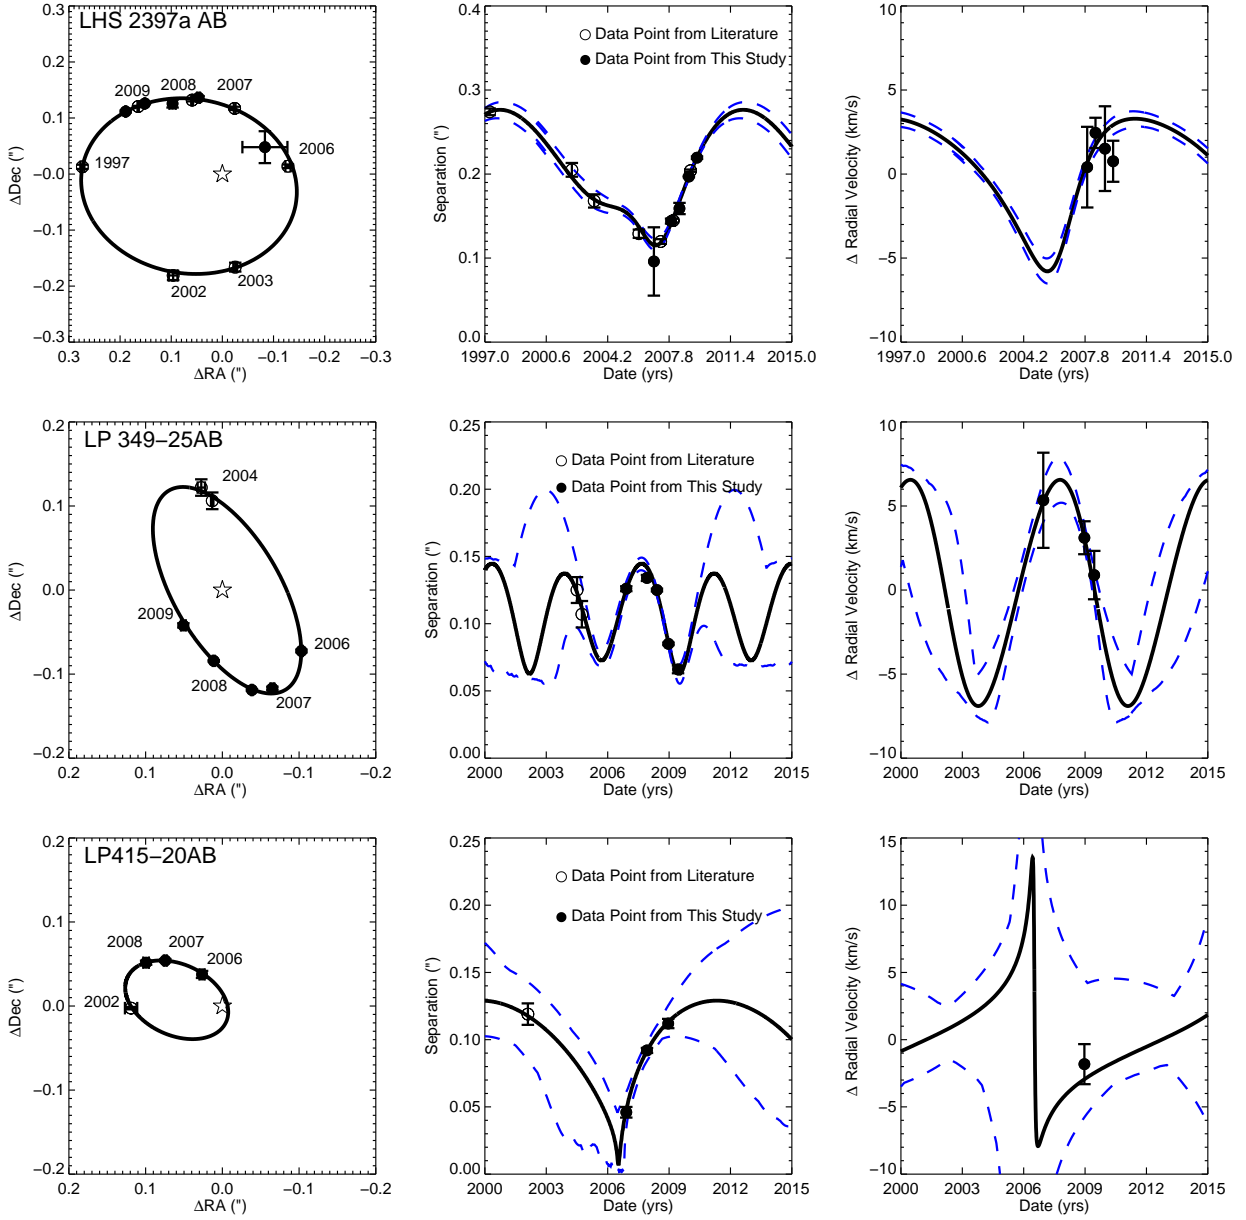 LHS 2397a AB
0.3
0.2
0.1
−0.0
−0.1
−0.2
−0.3
ΔDec (")
2009
2008
2007
2006
1997
2002
2003
0.3 0.2 0.1 0.0 −0.1 −0.2 −0.3
ΔRA (")
0.4
0.3
0.2
0.1
0.0
Separation (")
Data Point from Literature
Data Point from This Study
1997.0 2000.6 2004.2 2007.8 2011.4 2015.0
Date (yrs)
10
5
0
−5
−10
Δ Radial Velocity (km/s)
1997.0 2000.6 2004.2 2007.8 2011.4 2015.0
Date (yrs)
LP 349−25AB
0.2
0.1
0.0
−0.1
−0.2
ΔDec (")
2004
2009
2006
2008
2007
0.2 0.1 0.0 −0.1 −0.2
ΔRA (")
0.25
0.20
0.15
0.10
0.05
0.00
Separation (")
Data Point from Literature
Data Point from This Study
2000 2003 2006 2009 2012 2015
Date (yrs)
10
5
0
−5
−10
Δ Radial Velocity (km/s)
2000 2003 2006 2009 2012 2015
Date (yrs)
LP415−20AB
0.2
0.1
0.0
−0.1
−0.2
ΔDec (")
2008
2007
2006
2002
0.2 0.1 0.0 −0.1 −0.2
ΔRA (")
0.25
0.20
0.15
0.10
0.05
0.00
Separation (")
Data Point from Literature
Data Point from This Study
2000 2003 2006 2009 2012 2015
Date (yrs)
15
10
5
0
−5
−10
Δ Radial Velocity (km/s)
2000 2003 2006 2009 2012 2015
Date (yrs)